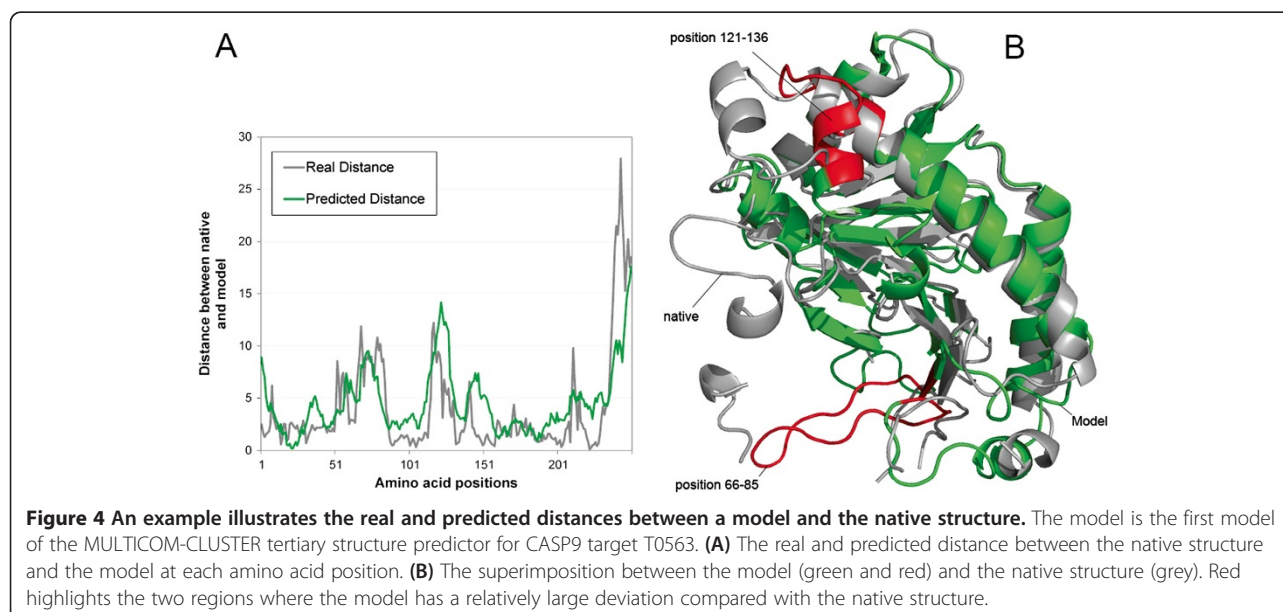 A
B
position 121-136
30
25
20
15
10
5
0
Real Distance
Predicted Distance
Distance between native
and model
1
51
101
151
201
Amino acid positions
native
Model
position 66-85
Figure 4 An example illustrates the real and predicted distances between a model and the native structure. The model is the first model
of the MULTICOM-CLUSTER tertiary structure predictor for CASP9 target T0563. (A) The real and predicted distance between the native structure
and the model at each amino acid position. (B) The superimposition between the model (green and red) and the native structure (grey). Red
highlights the two regions where the model has a relatively large deviation compared with the native structure.